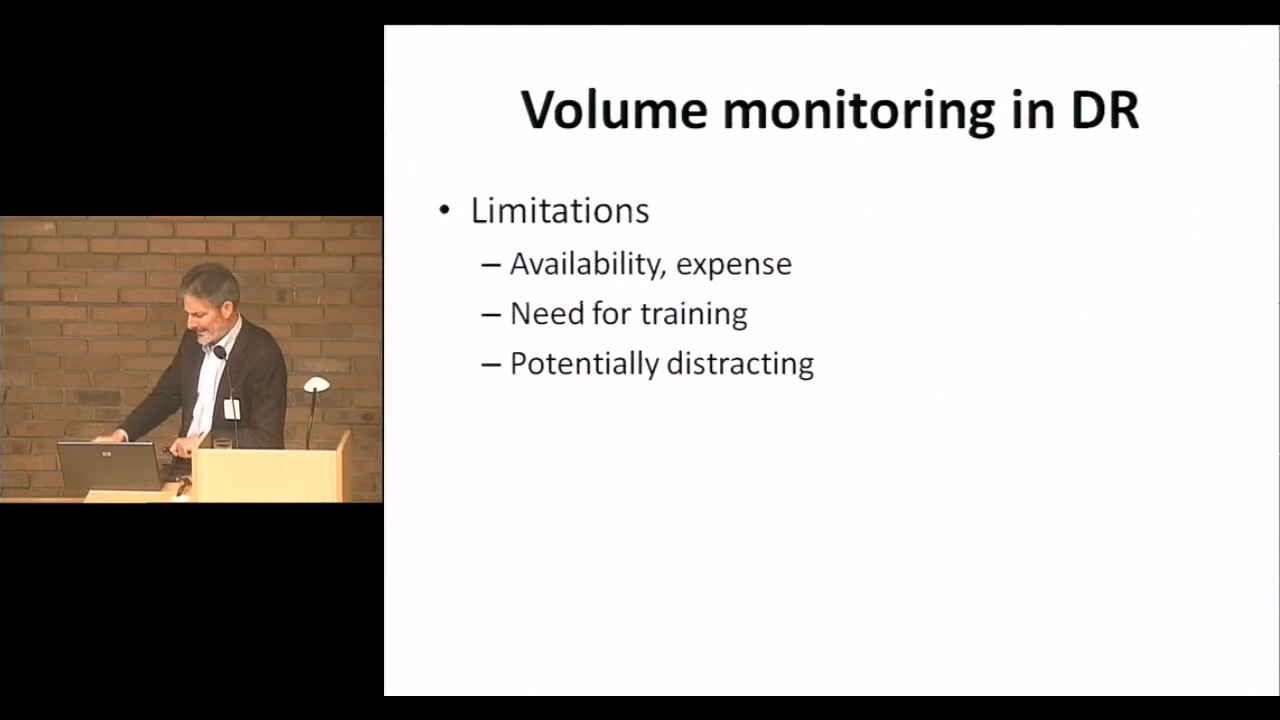 Volume monitoring in DR
• Limitations
– Availability, expense
– Need for training
– Potentially distracting